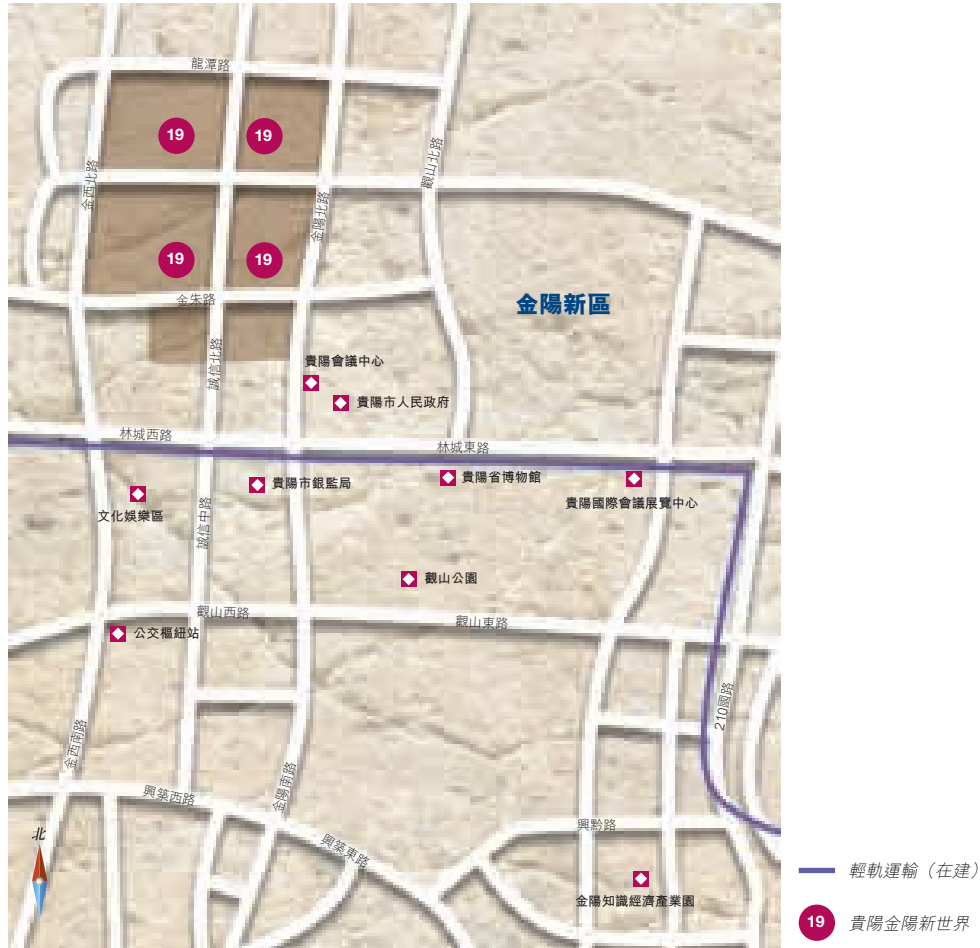 龍潭路
19
19
金西北路
金陽北路
觀山北路
19
19
金朱路
金陽新區
誠信北路
貴陽會議中心
貴陽市人民政府
林城西路
林城東路
貴陽市銀監局
貴陽省博物館
貴陽國際會議展覽中心
文化娛樂區
誠信中路
觀山公園
觀山西路
觀山東路
公交樞紐站
210國路
金西南路
金陽南路
興築西路
興築東路
興黔路
北
金陽知識經濟產業園
輕軌運輸（在建）
19 貴陽金陽新世界